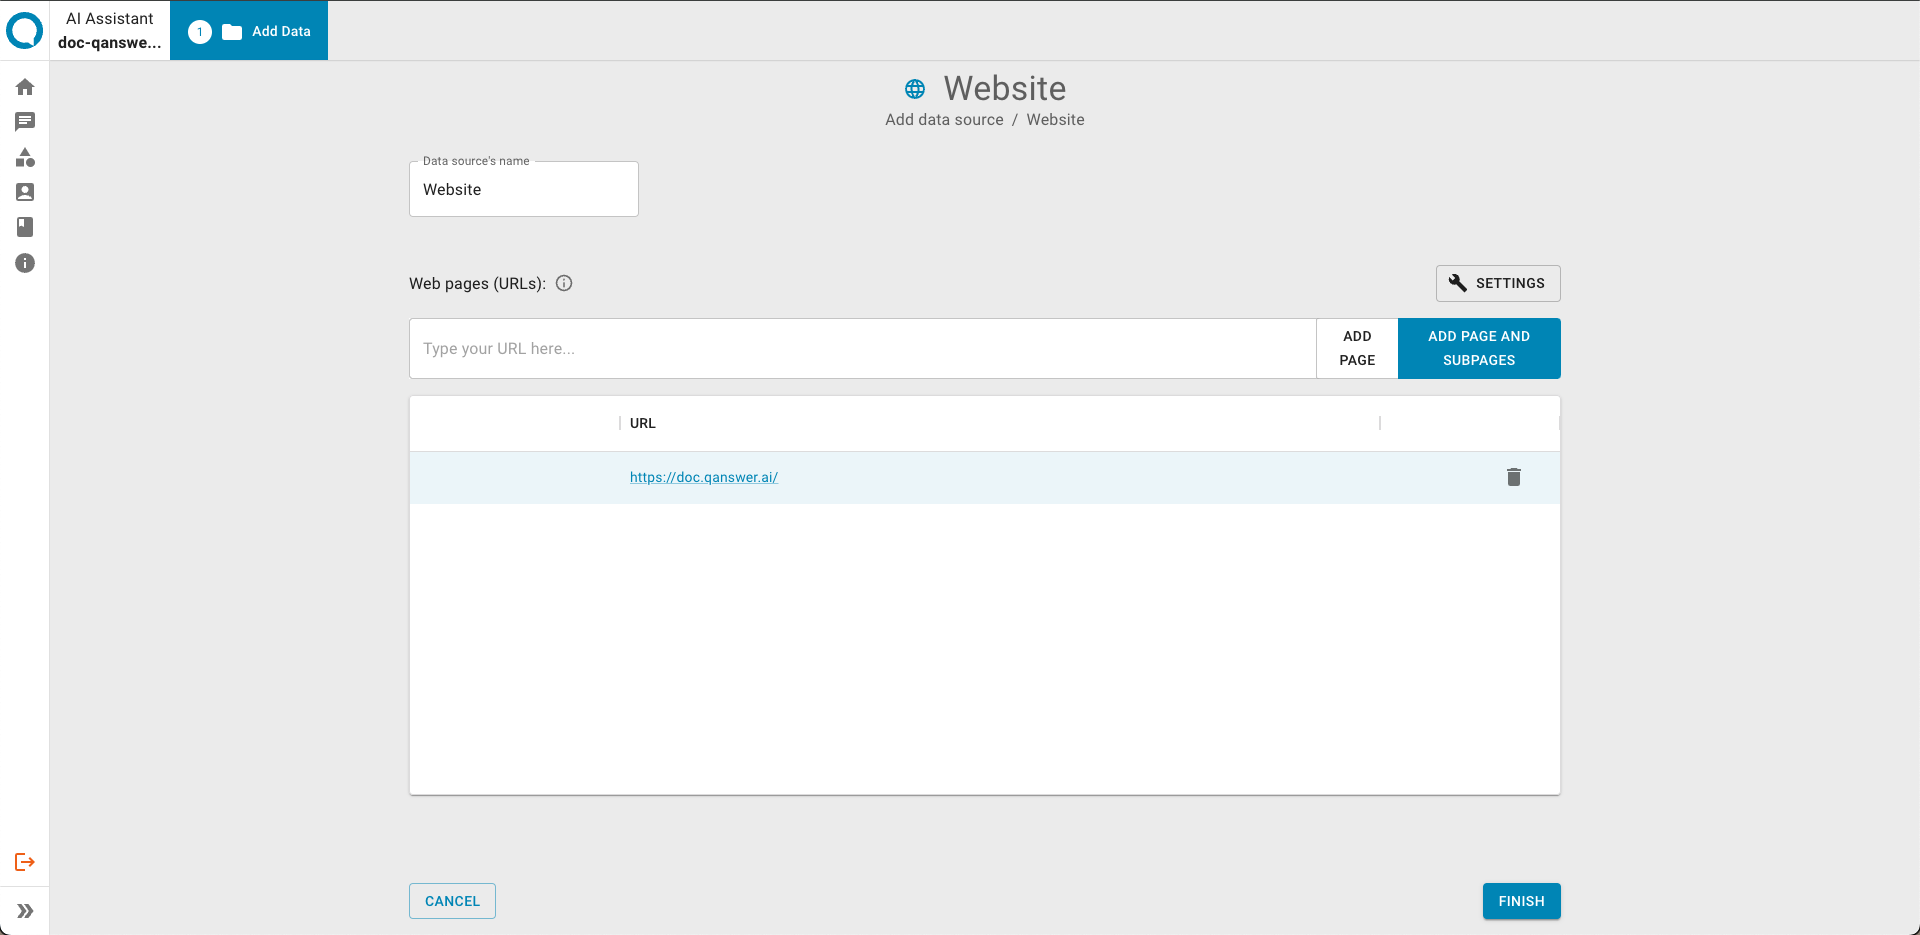 AI Assistant
doc-qanswe...
1 Add Data
Website
Add data source / Website
Data source's name
Website
Web pages (URLs):
SETTINGS
Type your URL here...
ADD
PAGE
ADD PAGE AND
SUBPAGES
URL
https://doc.qanswer.ai/
CANCEL
FINISH